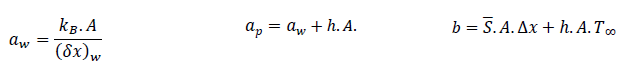 a_w = k_B.A / (δx)_w    a_p = a_w + h.A.    b = S̅.A.Δx + h.A.T_∞